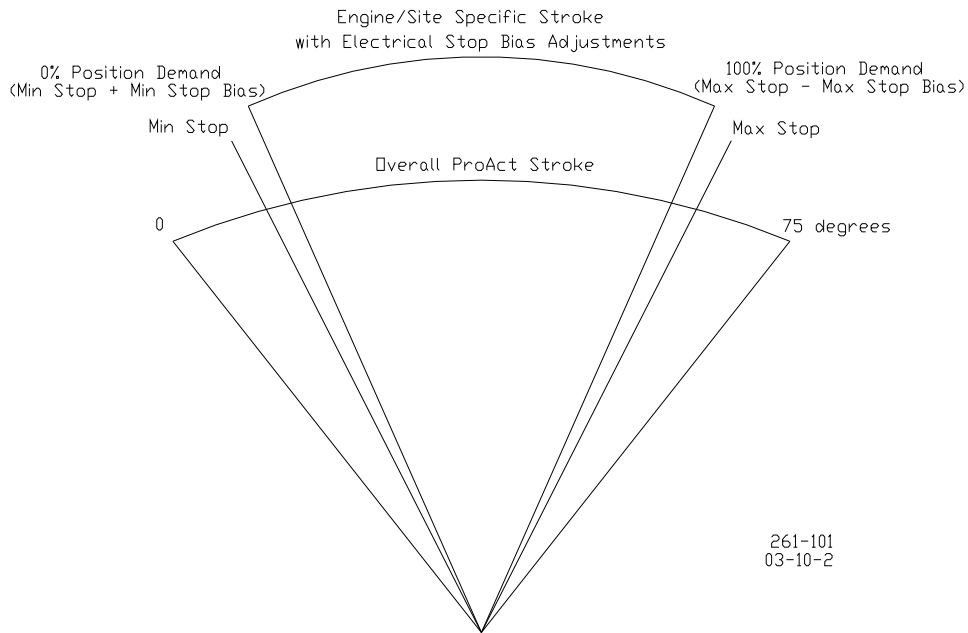 Engine/Site Specific Stroke
with Electrical Stop Bias Adjustments
0% Position Demand
(Min Stop + Min Stop Bias)
100% Position Demand
(Max Stop - Max Stop Bias)
Min Stop
Max Stop
Overall ProAct Stroke
0
75 degrees
261-101
03-10-2